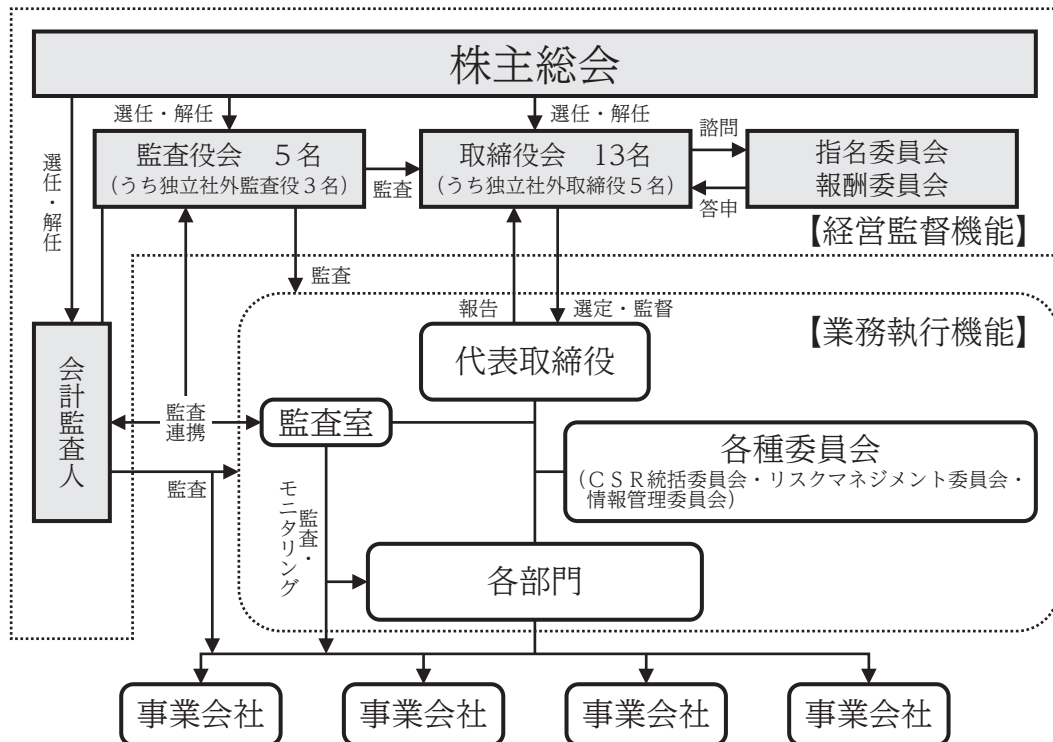 株主総会
選任・解任
選任・解任
選任・解任
監査役会　5名
(うち独立社外監査役3名)
監査
取締役会　13名
(うち独立社外取締役5名)
諮問
答申
指名委員会
報酬委員会
【経営監督機能】
監査
報告
選定・監督
【業務執行機能】
代表取締役
会計監査人
監査
連携
監査室
監査
各種委員会
(CSR統括委員会・リスクマネジメント委員会・
情報管理委員会)
監査・
モニタリング
各部門
事業会社
事業会社
事業会社
事業会社